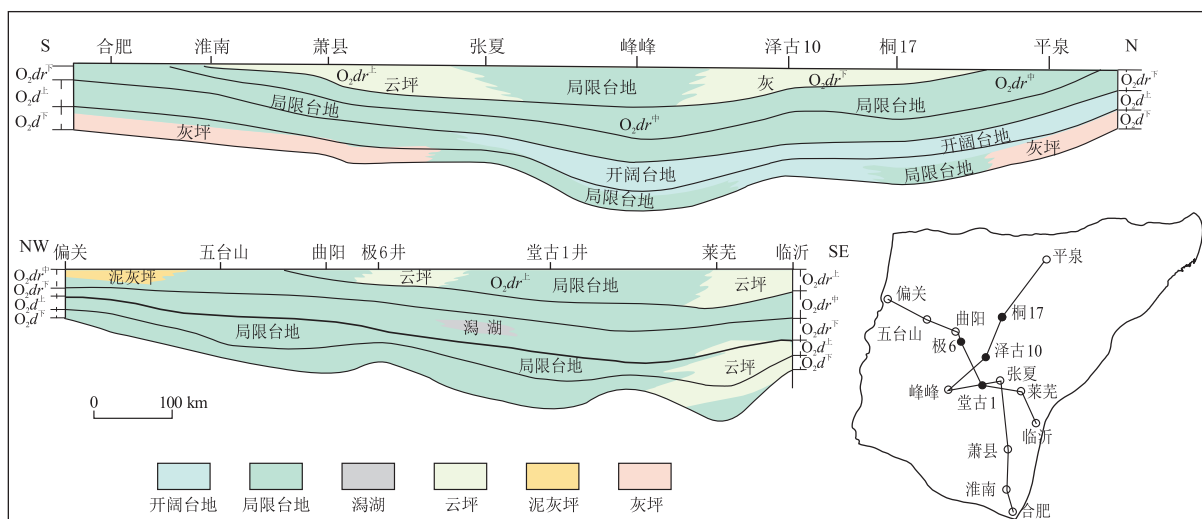 S 合肥 淮南 萧县 张夏 峰峰 泽古10 桐17 平泉 N
O₂dr下
O₂d上
O₂d下
O₂dr上
云坪
局限台地
灰
O₂dr下
O₂dr中
局限台地
O₂dr中
局限台地
灰坪
开阔台地
局限台地
开阔台地
局限台地
灰坪
O₂dr下
O₂d上
O₂d下
NW 偏关 五台山 曲阳 极6井 堂古1井 莱芜 临沂 SE
O₂dr中
O₂dr下
O₂d上
O₂d下
泥灰坪
云坪
O₂dr上
局限台地
云坪
局限台地
潟湖
局限台地
云坪
O₂dr上
O₂dr中
O₂dr下
O₂d上
O₂d下
0 100 km
平泉
偏关
桐17
曲阳
五台山
极6
泽古10
张夏
峰峰
莱芜
堂古1
临沂
萧县
淮南
合肥
开阔台地 局限台地 潟湖 云坪 泥灰坪 灰坪